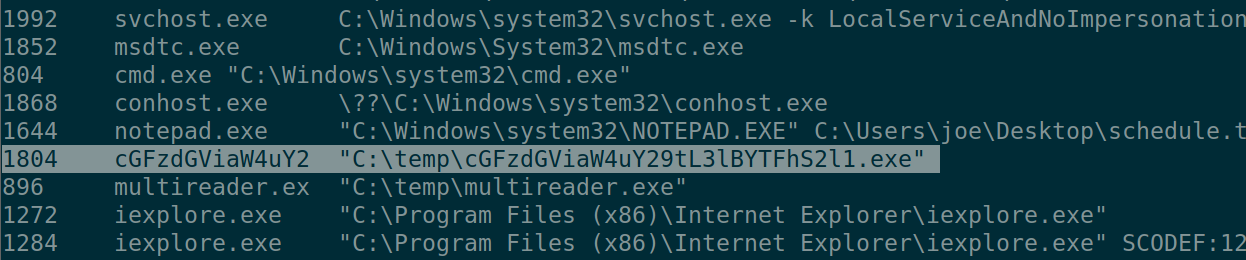 1992 svchost.exe C:\Windows\system32\svchost.exe -k LocalServiceAndNoImpersonation
1852 msdtc.exe C:\Windows\System32\msdtc.exe
804 cmd.exe "C:\Windows\system32\cmd.exe"
1868 conhost.exe \??\C:\Windows\system32\conhost.exe
1644 notepad.exe "C:\Windows\system32\NOTEPAD.EXE" C:\Users\joe\Desktop\schedule.t
1804 cGFzdGViaW4uY2 "C:\temp\cGFzdGViaW4uY29tL3lBYTFhS2l1.exe"
896 multireader.ex "C:\temp\multireader.exe"
1272 iexplore.exe "C:\Program Files (x86)\Internet Explorer\iexplore.exe"
1284 iexplore.exe "C:\Program Files (x86)\Internet Explorer\iexplore.exe" SCODEF:12